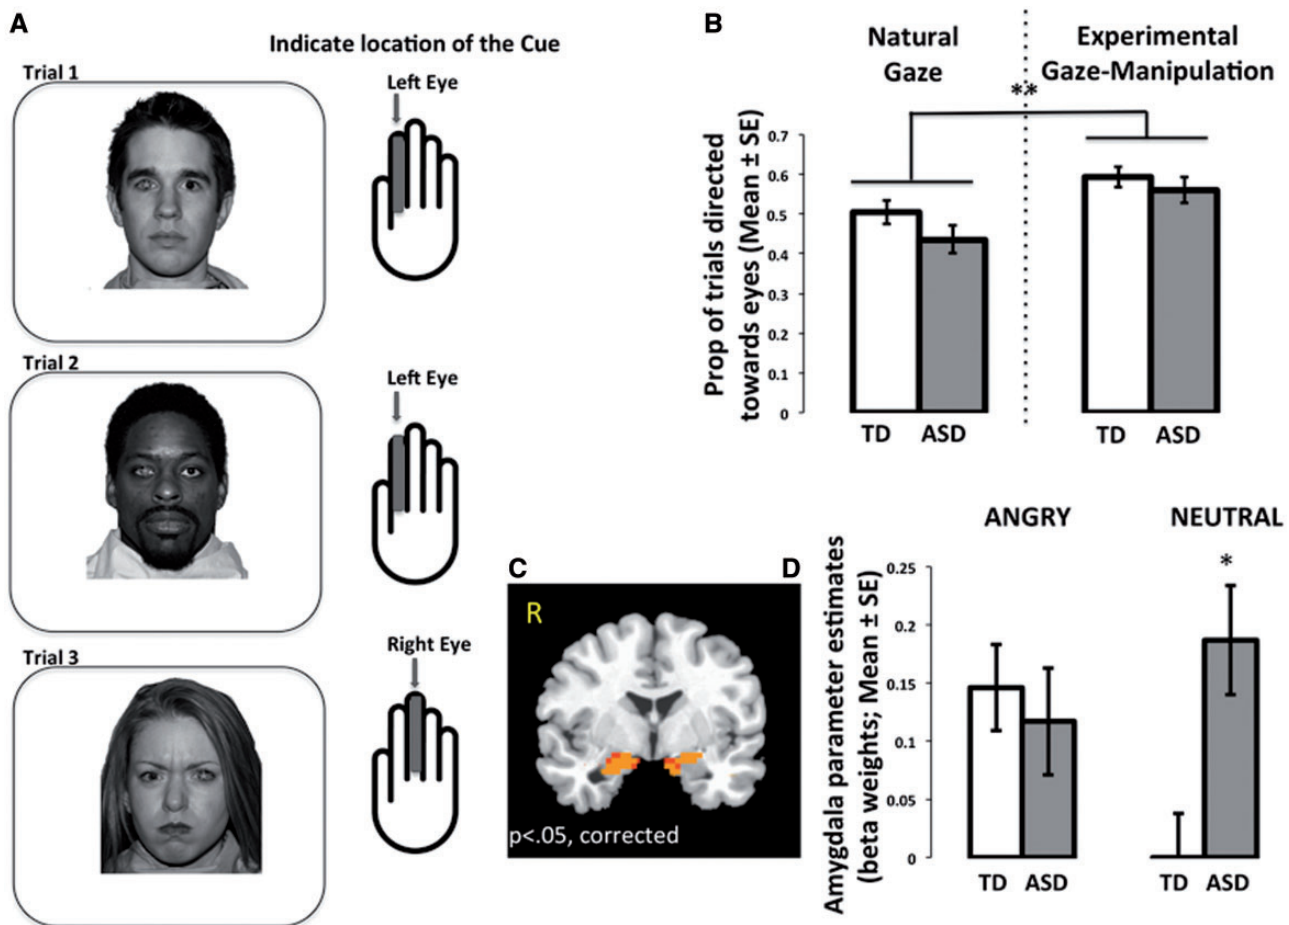 A
Indicate location of the Cue
Trial 1
Left Eye
Trial 2
Left Eye
Trial 3
Right Eye
B
Natural
Gaze
Experimental
Gaze-Manipulation
**
Prop of trials directed
towards eyes (Mean ± SE)
0.7
0.6
0.5
0.4
0.3
0.2
0.1
0
TD ASD
TD ASD
C
R
p<.05, corrected
D
ANGRY
NEUTRAL
*
Amygdala parameter estimates
(beta weights; Mean ± SE)
0.25
0.2
0.15
0.1
0.05
0
TD ASD
TD ASD